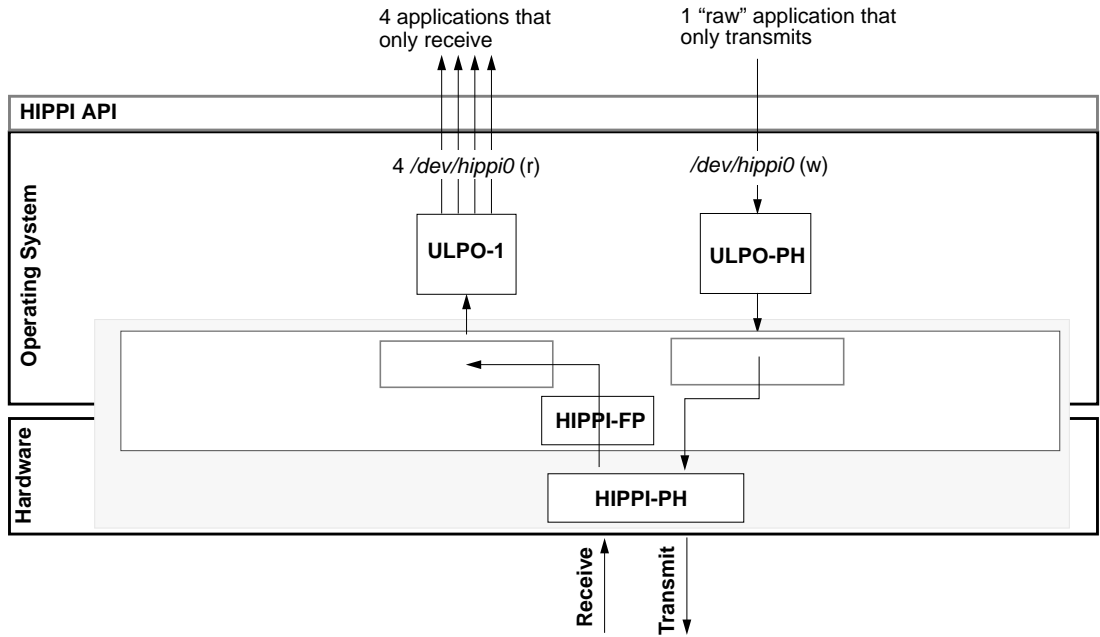 4 applications that
only receive
1 “raw” application that
only transmits
HIPPI API
4 /dev/hippi0 (r)
/dev/hippi0 (w)
Operating System
ULPO-1
ULPO-PH
HIPPI-FP
Hardware
HIPPI-PH
Receive
Transmit